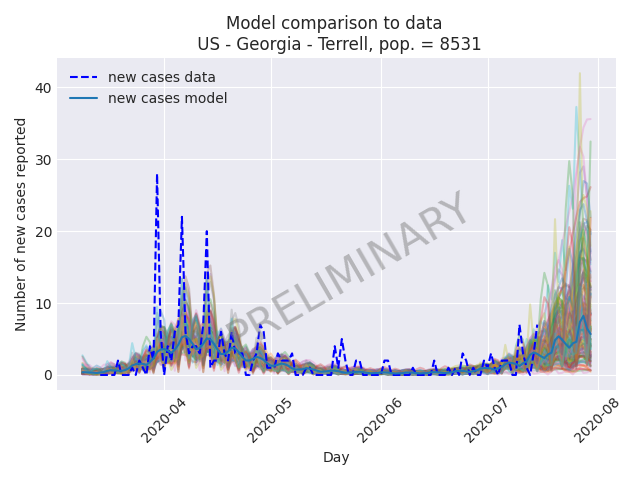 Model comparison to data
US - Georgia - Terrell, pop. = 8531
new cases data
new cases model
Number of new cases reported
40
30
20
10
0
PRELIMINARY
2020-04
2020-05
2020-06
2020-07
2020-08
Day